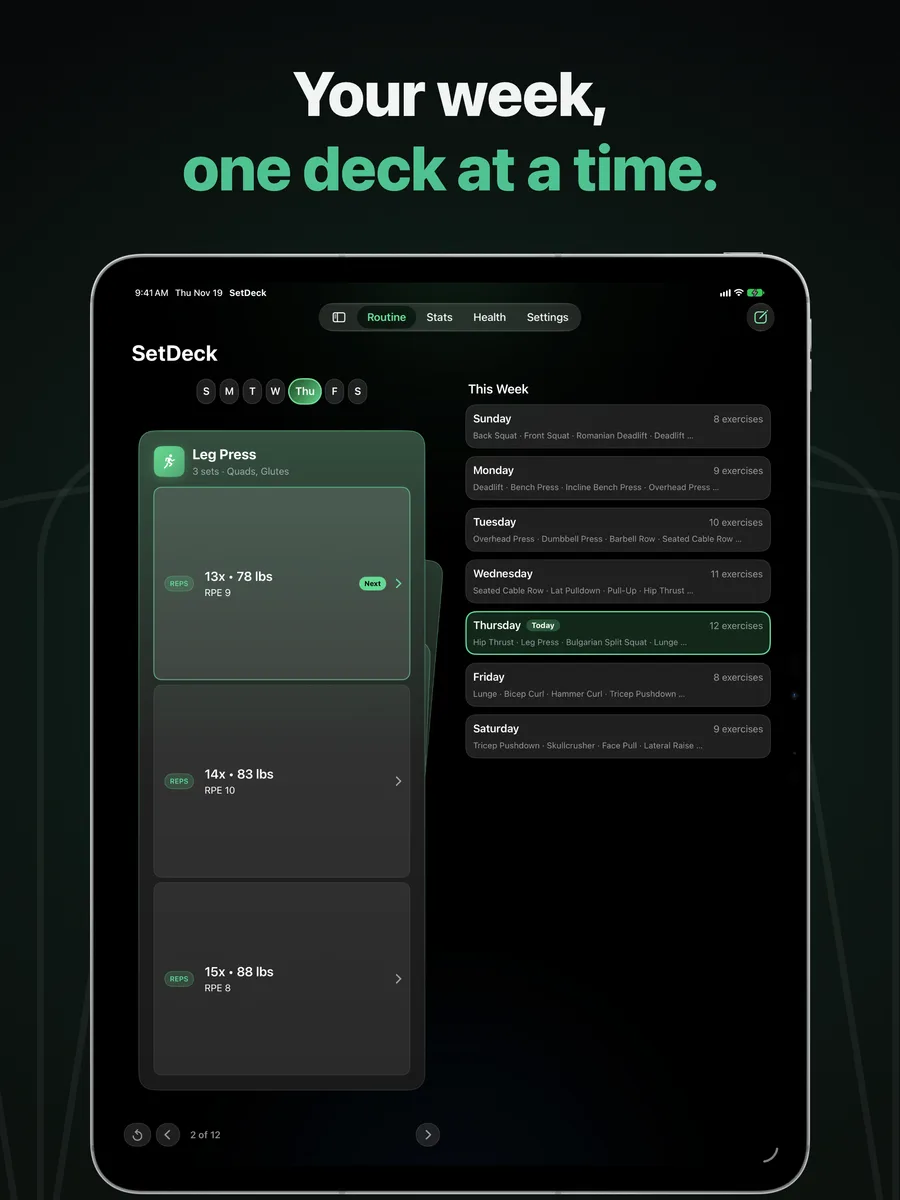 Your week,
one deck at a time.
9:41 AM Thu Nov 19 SetDeck
Routine Stats Health Settings
SetDeck
S M T W Thu F S
Leg Press
3 sets · Quads, Glutes
REPS 13x • 78 lbs Next
RPE 9
REPS 14x • 83 lbs
RPE 10
REPS 15x • 88 lbs
RPE 8
2 of 12
This Week
Sunday 8 exercises
Back Squat · Front Squat · Romanian Deadlift · Deadlift ...
Monday 9 exercises
Deadlift · Bench Press · Incline Bench Press · Overhead Press ...
Tuesday 10 exercises
Overhead Press · Dumbbell Press · Barbell Row · Seated Cable Row ...
Wednesday 11 exercises
Seated Cable Row · Lat Pulldown · Pull-Up · Hip Thrust ...
Thursday Today 12 exercises
Hip Thrust · Leg Press · Bulgarian Split Squat · Lunge ...
Friday 8 exercises
Lunge · Bicep Curl · Hammer Curl · Tricep Pushdown ...
Saturday 9 exercises
Tricep Pushdown · Skullcrusher · Face Pull · Lateral Raise ...